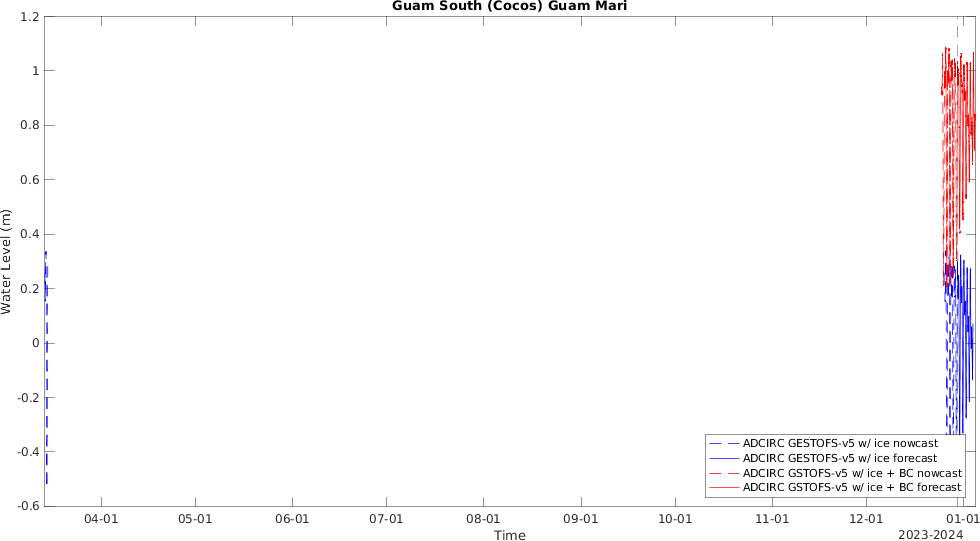 Guam South (Cocos) Guam Mari
1.2
1
0.8
0.6
0.4
0.2
0
-0.2
-0.4
-0.6
Water Level (m)
ADCIRC GESTOFS-v5 w/ ice nowcast
ADCIRC GESTOFS-v5 w/ ice forecast
ADCIRC GSTOFS-v5 w/ ice + BC nowcast
ADCIRC GSTOFS-v5 w/ ice + BC forecast
04-01 05-01 06-01 07-01 08-01 09-01 10-01 11-01 12-01 01-01
Time
2023-2024